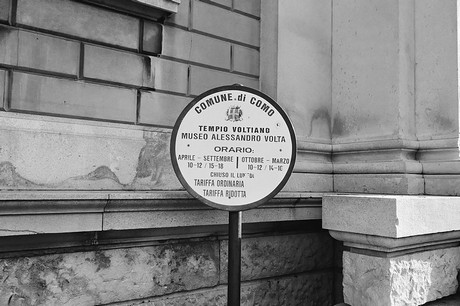 COMUNE di COMO
TEMPIO VOLTIANO
MUSEO ALESSANDRO VOLTA
ORARIO:
APRILE - SETTEMBRE OTTOBRE - MARZO
10-12 / 15-18 10-12 / 14-16
CHIUSO IL
TARIFFA ORDINARIA
TARIFFA RIDOTTA